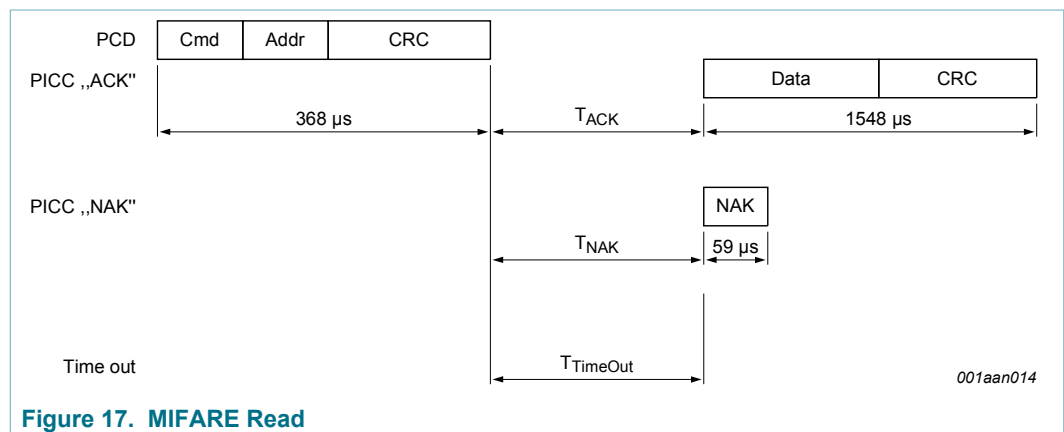 PCD Cmd Addr CRC
PICC ,,ACK" Data CRC
368 µs TACK 1548 µs
PICC ,,NAK" NAK
TNAK 59 µs
Time out TTimeOut 001aan014
Figure 17. MIFARE Read